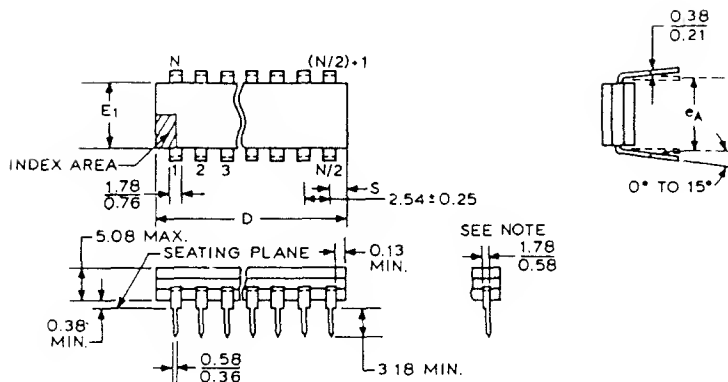 N (N/2)+1
0.38
0.21
E1
eA
INDEX AREA
1 2 3 N/2
0° TO 15°
1.78
0.76
S
2.54 ± 0.25
D
5.08 MAX.
SEATING PLANE
0.13
MIN.
SEE NOTE
1.78
0.58
0.38
MIN.
0.58
0.36
3.18 MIN.